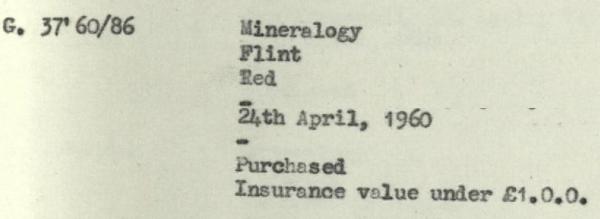 G. 37'60/86 Mineralogy
Flint
Red
-
24th April, 1960
-
Purchased
Insurance value under £1.0.0.